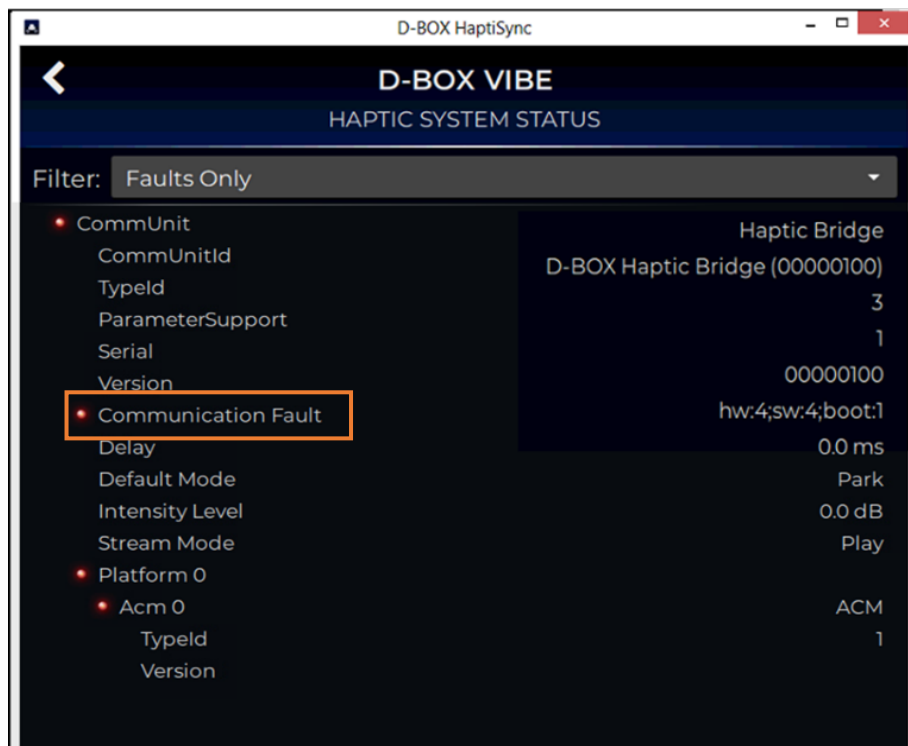 D-BOX HaptiSync
D-BOX VIBE
HAPTIC SYSTEM STATUS
Filter: Faults Only
CommUnit Haptic Bridge
CommUnitId D-BOX Haptic Bridge (00000100)
TypeId 3
ParameterSupport 1
Serial 00000100
Version hw:4;sw:4;boot:1
Communication Fault
Delay 0.0 ms
Default Mode Park
Intensity Level 0.0 dB
Stream Mode Play
Platform 0
Acm 0 ACM
TypeId 1
Version